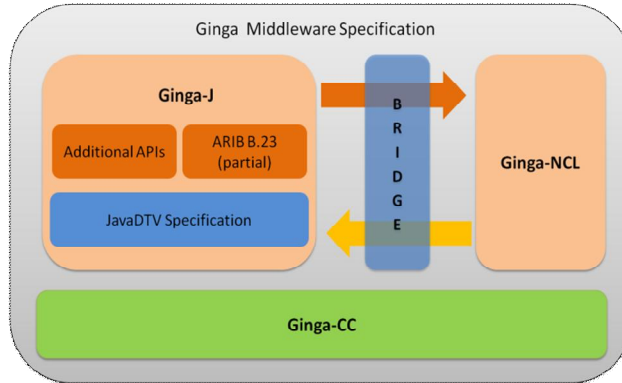 Ginga Middleware Specification
Ginga-J
Additional APIs
ARIB B.23
(partial)
JavaDTV Specification
B
R
I
D
G
E
Ginga-NCL
Ginga-CC